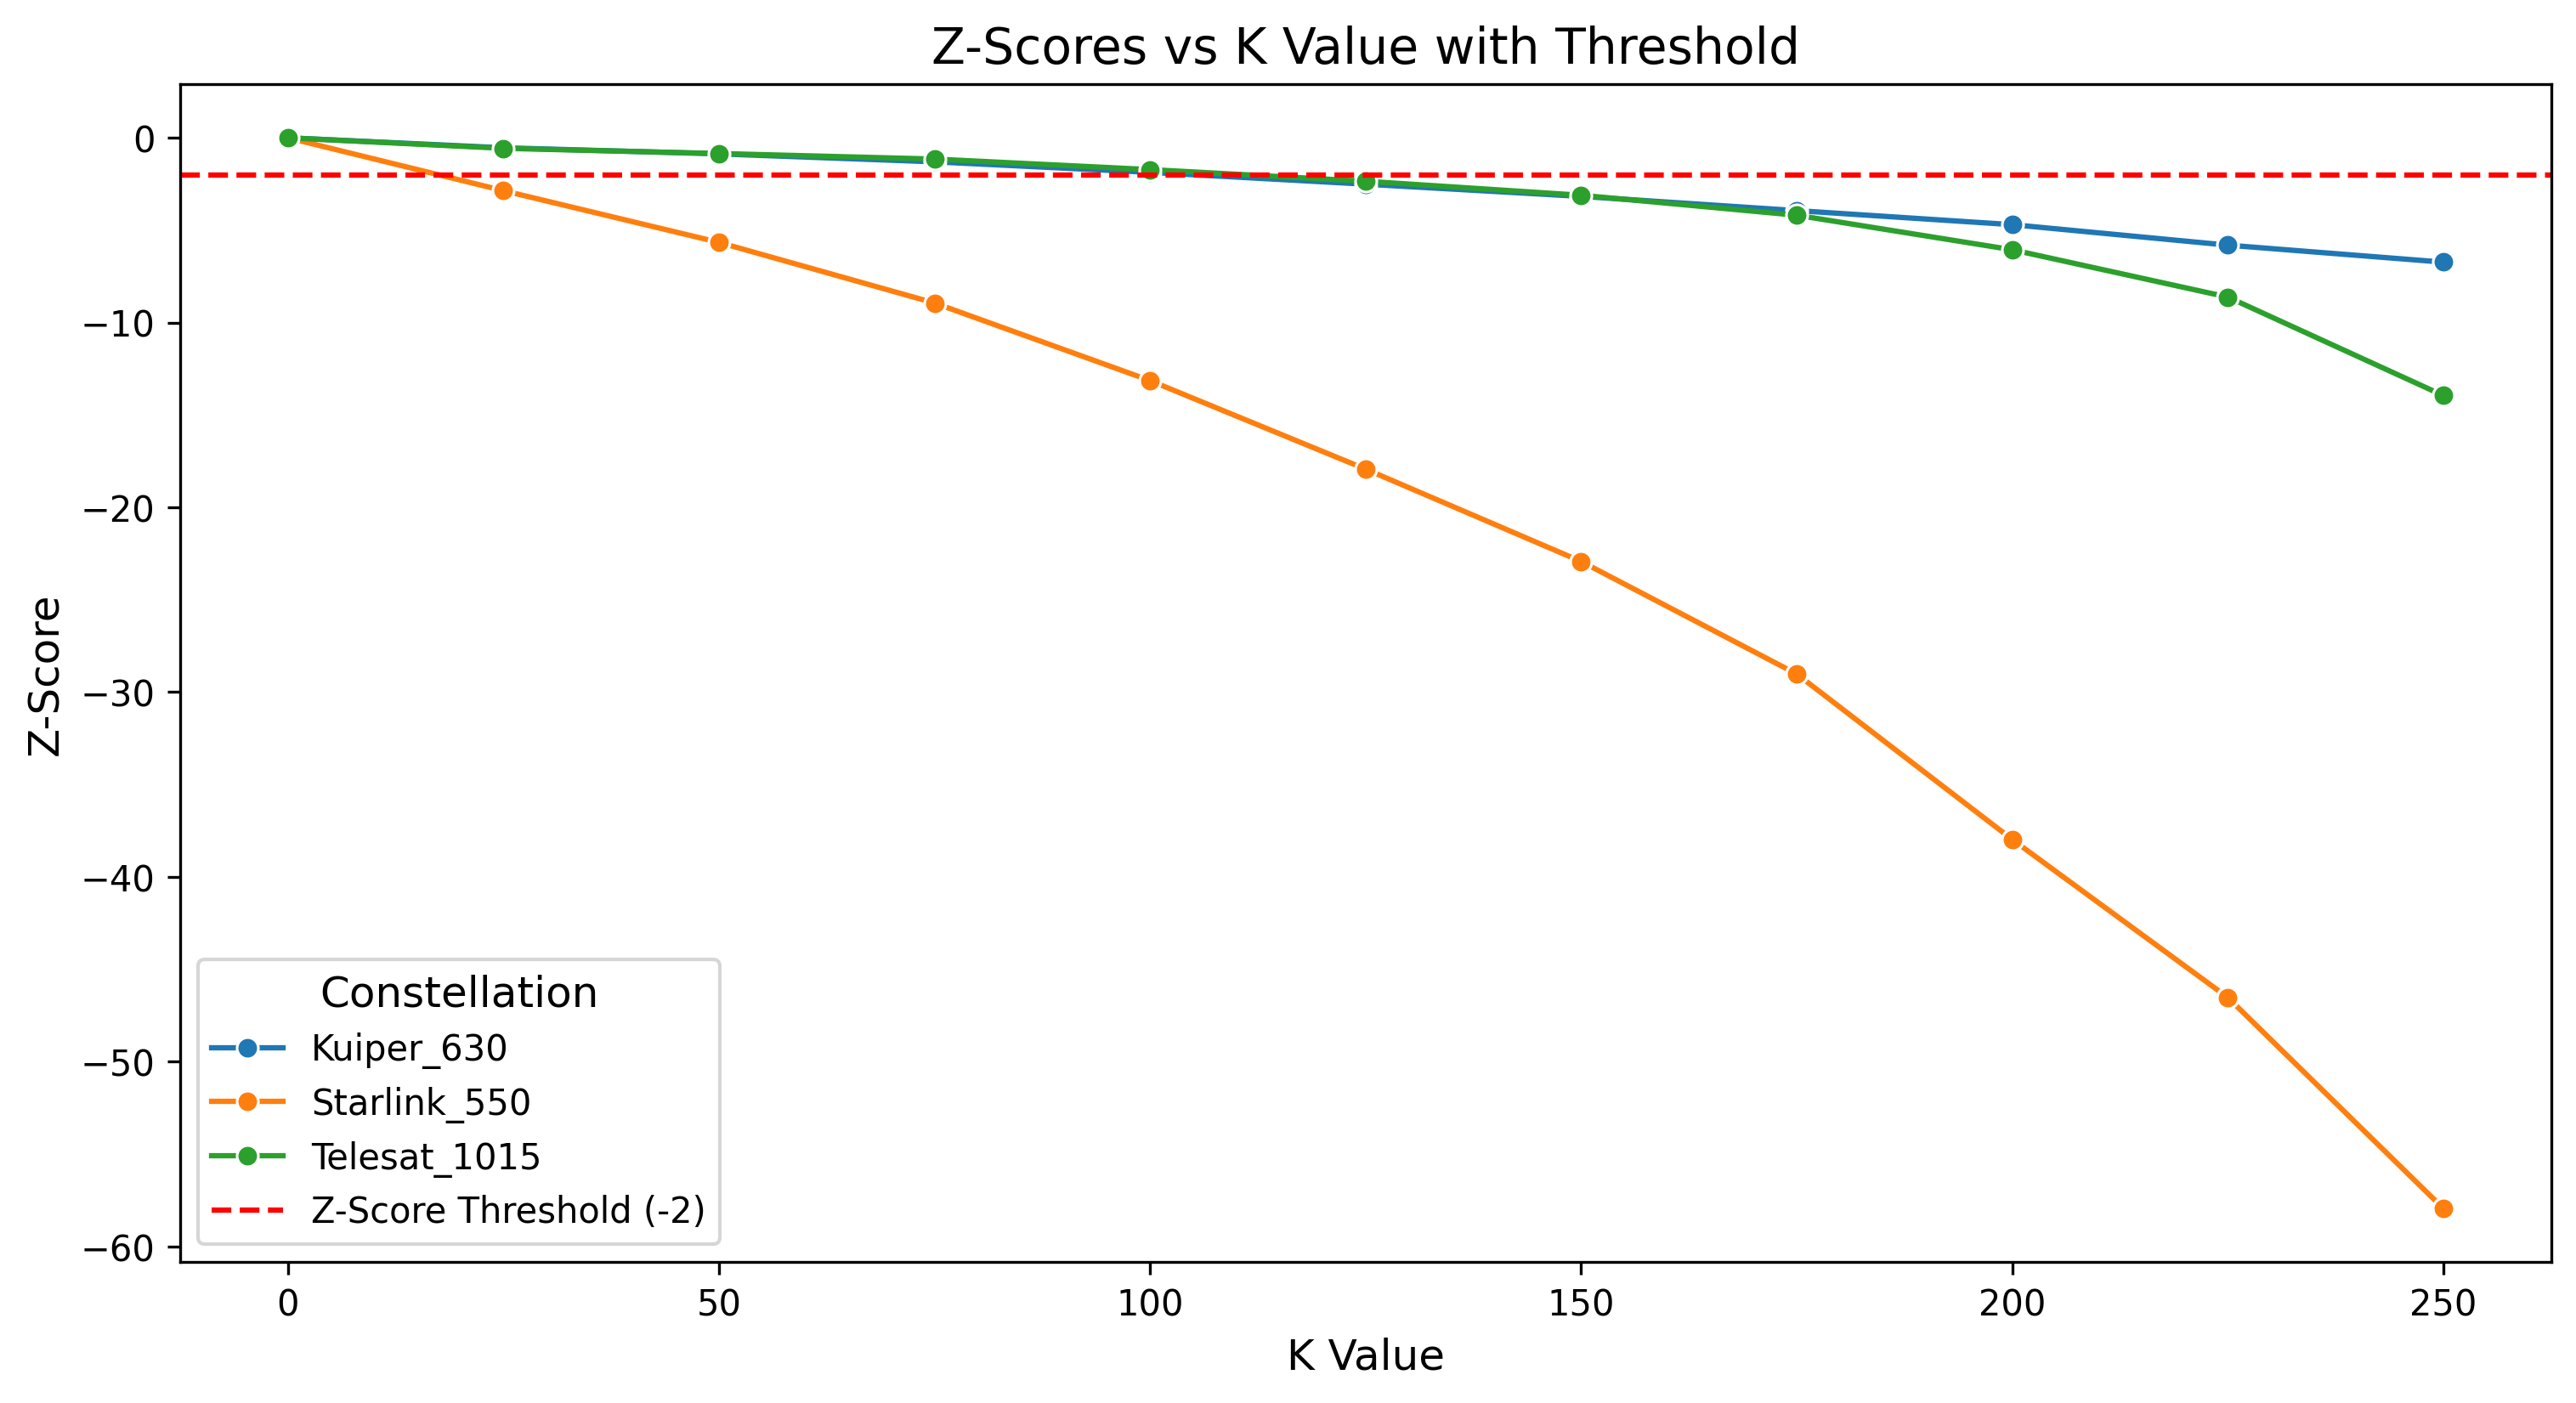 Z-Scores vs K Value with Threshold
Z-Score
0
−10
−20
−30
−40
−50
−60
Constellation
Kuiper_630
Starlink_550
Telesat_1015
Z-Score Threshold (-2)
0 50 100 150 200 250
K Value